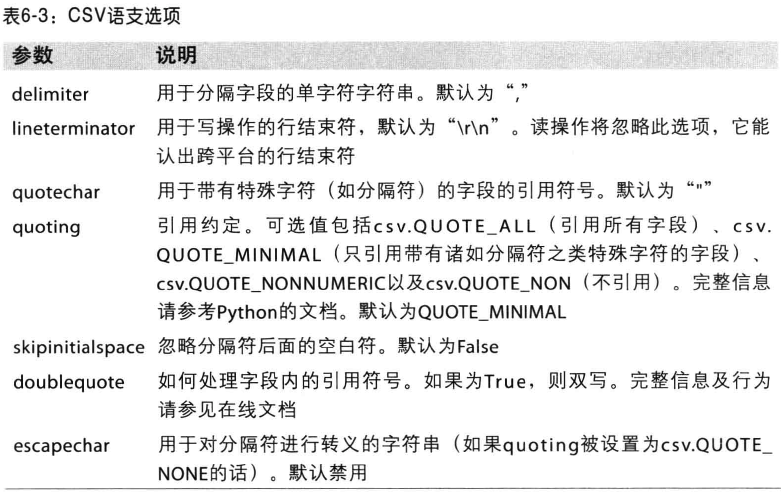 表6-3：CSV语支选项
参数 说明
delimiter 用于分隔字段的单字符字符串。默认为“,”
lineterminator 用于写操作的行结束符，默认为“\r\n”。读操作将忽略此选项，它能
认出跨平台的行结束符
quotechar 用于带有特殊字符（如分隔符）的字段的引用符号。默认为“"”
quoting 引用约定。可选值包括csv.QUOTE_ALL（引用所有字段）、csv.
QUOTE_MINIMAL（只引用带有诸如分隔符之类特殊字符的字段）、
csv.QUOTE_NONNUMERIC以及csv.QUOTE_NON（不引用）。完整信息
请参考Python的文档。默认为QUOTE_MINIMAL
skipinitialspace 忽略分隔符后面的空白符。默认为False
doublequote 如何处理字段内的引用符号。如果为True，则双写。完整信息及行为
请参见在线文档
escapechar 用于对分隔符进行转义的字符串（如果quoting被设置为csv.QUOTE_
NONE的话）。默认禁用